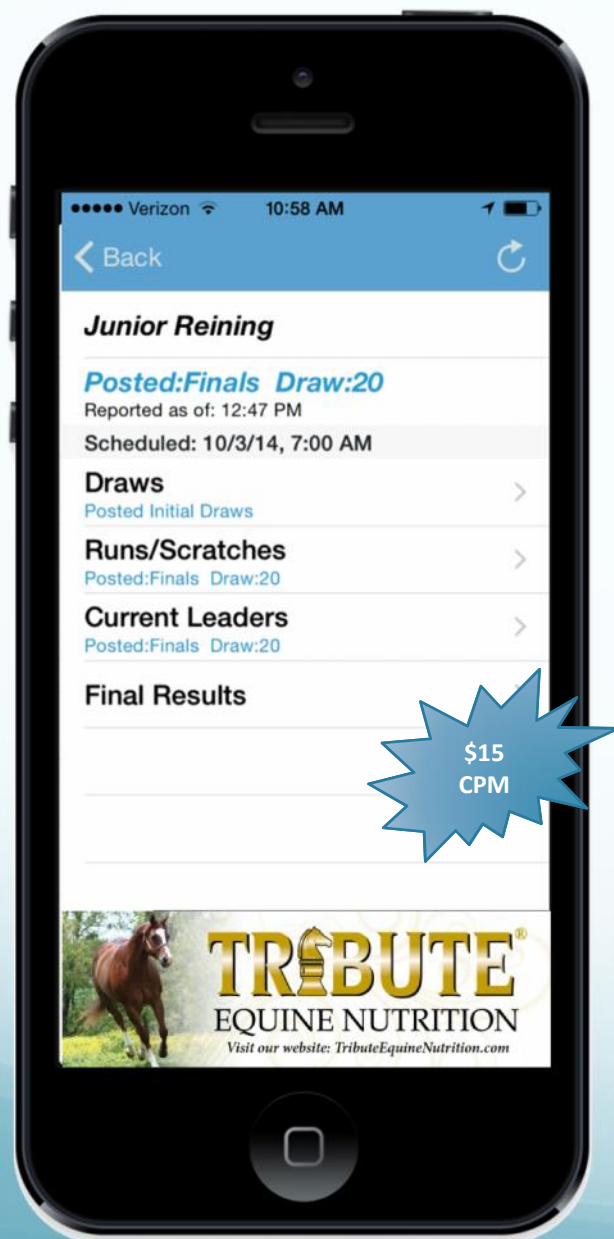 Verizon 10:58 AM
Back
Junior Reining
Posted:Finals Draw:20
Reported as of: 12:47 PM
Scheduled: 10/3/14, 7:00 AM
Draws
Posted Initial Draws
Runs/Scratches
Posted:Finals Draw:20
Current Leaders
Posted:Finals Draw:20
Final Results
$15
CPM
TRIBUTE®
EQUINE NUTRITION
Visit our website: TributeEquineNutrition.com